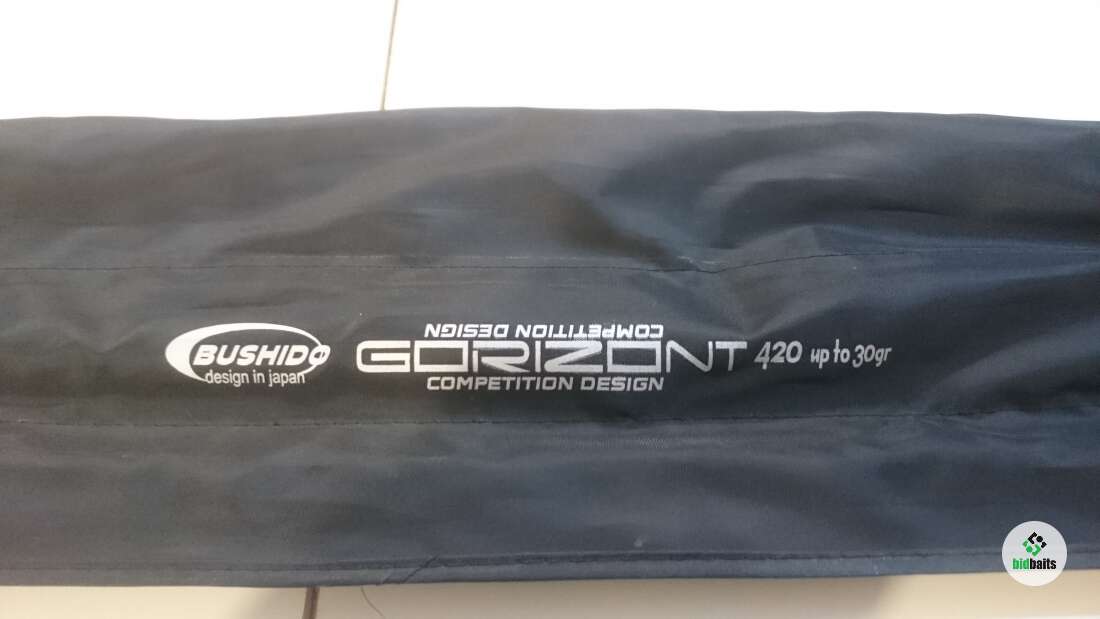 COMPETITION DESIGN
BUSHIDO
design in japan
GORIZONT 420 up to 30gr
COMPETITION DESIGN
bidbaits